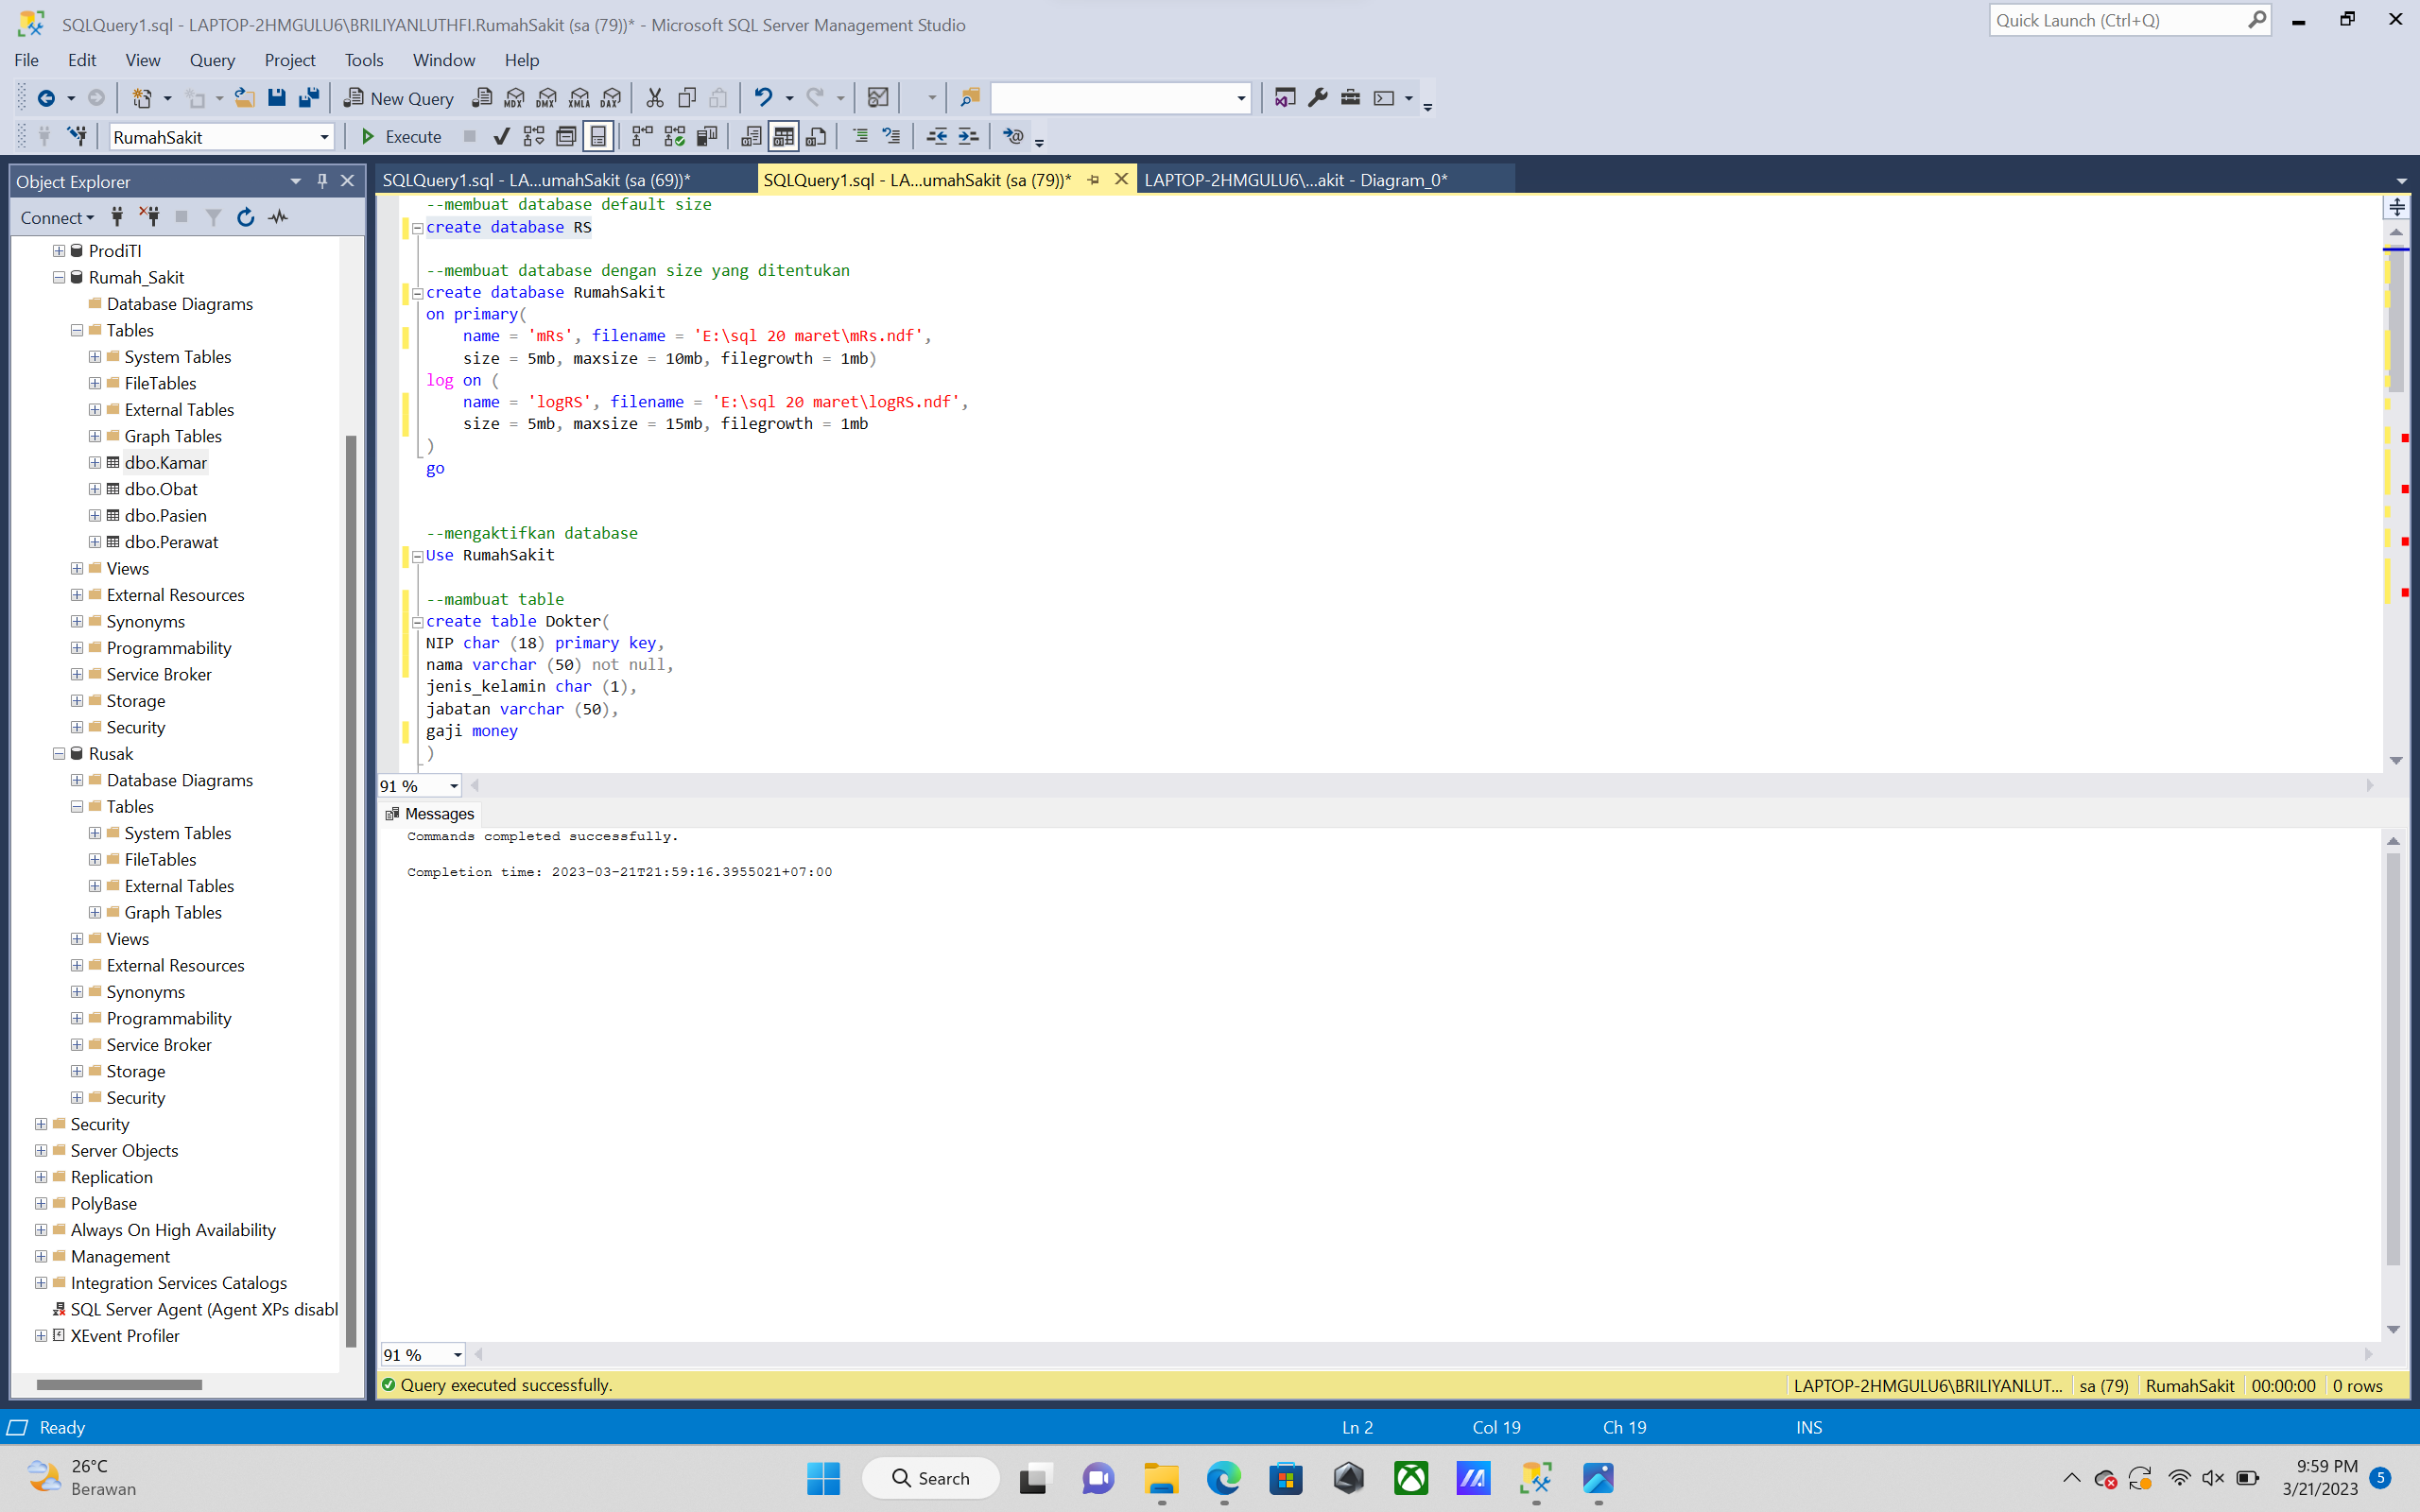 SQLQuery1.sql - LAPTOP-2HMGULU6\BRILIYANLUTHFI.RumahSakit (sa (79))* - Microsoft SQL Server Management Studio
Quick Launch (Ctrl+Q)
File Edit View Query Project Tools Window Help
New Query MDX DMX XMLA DAX
RumahSakit Execute
Object Explorer
SQLQuery1.sql - LA...umahSakit (sa (69))*
SQLQuery1.sql - LA...umahSakit (sa (79))*
LAPTOP-2HMGULU6\...akit - Diagram_0*
Connect
ProdiTI
Rumah_Sakit
Database Diagrams
Tables
System Tables
FileTables
External Tables
Graph Tables
dbo.Kamar
dbo.Obat
dbo.Pasien
dbo.Perawat
Views
External Resources
Synonyms
Programmability
Service Broker
Storage
Security
Rusak
Database Diagrams
Tables
System Tables
FileTables
External Tables
Graph Tables
Views
External Resources
Synonyms
Programmability
Service Broker
Storage
Security
Security
Server Objects
Replication
PolyBase
Always On High Availability
Management
Integration Services Catalogs
SQL Server Agent (Agent XPs disabl
XEvent Profiler
--membuat database default size
create database RS
--membuat database dengan size yang ditentukan
create database RumahSakit
on primary(
name = 'mRs', filename = 'E:\sql 20 maret\mRs.ndf',
size = 5mb, maxsize = 10mb, filegrowth = 1mb)
log on (
name = 'logRS', filename = 'E:\sql 20 maret\logRS.ndf',
size = 5mb, maxsize = 15mb, filegrowth = 1mb
)
go
--mengaktifkan database
Use RumahSakit
--mambuat table
create table Dokter(
NIP char (18) primary key,
nama varchar (50) not null,
jenis_kelamin char (1),
jabatan varchar (50),
gaji money
)
91 %
Messages
Commands completed successfully.
Completion time: 2023-03-21T21:59:16.3955021+07:00
91 %
Query executed successfully.
LAPTOP-2HMGULU6\BRILIYANLUT... sa (79) RumahSakit 00:00:00 0 rows
Ready Ln 2 Col 19 Ch 19 INS
26°C
Berawan
Search
9:59 PM
3/21/2023
5